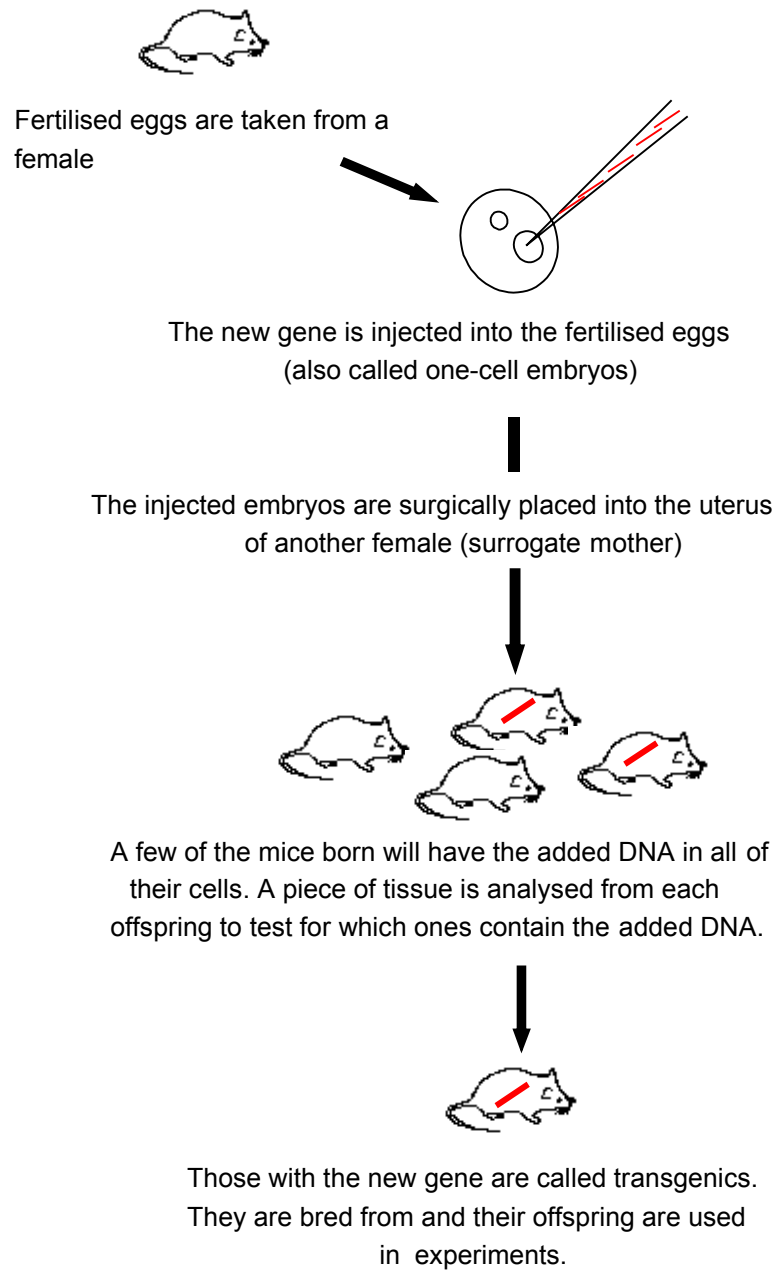 Fertilised eggs are taken from a
female
The new gene is injected into the fertilised eggs
(also called one-cell embryos)
The injected embryos are surgically placed into the uterus
of another female (surrogate mother)
A few of the mice born will have the added DNA in all of
their cells. A piece of tissue is analysed from each
offspring to test for which ones contain the added DNA.
Those with the new gene are called transgenics.
They are bred from and their offspring are used
in experiments.